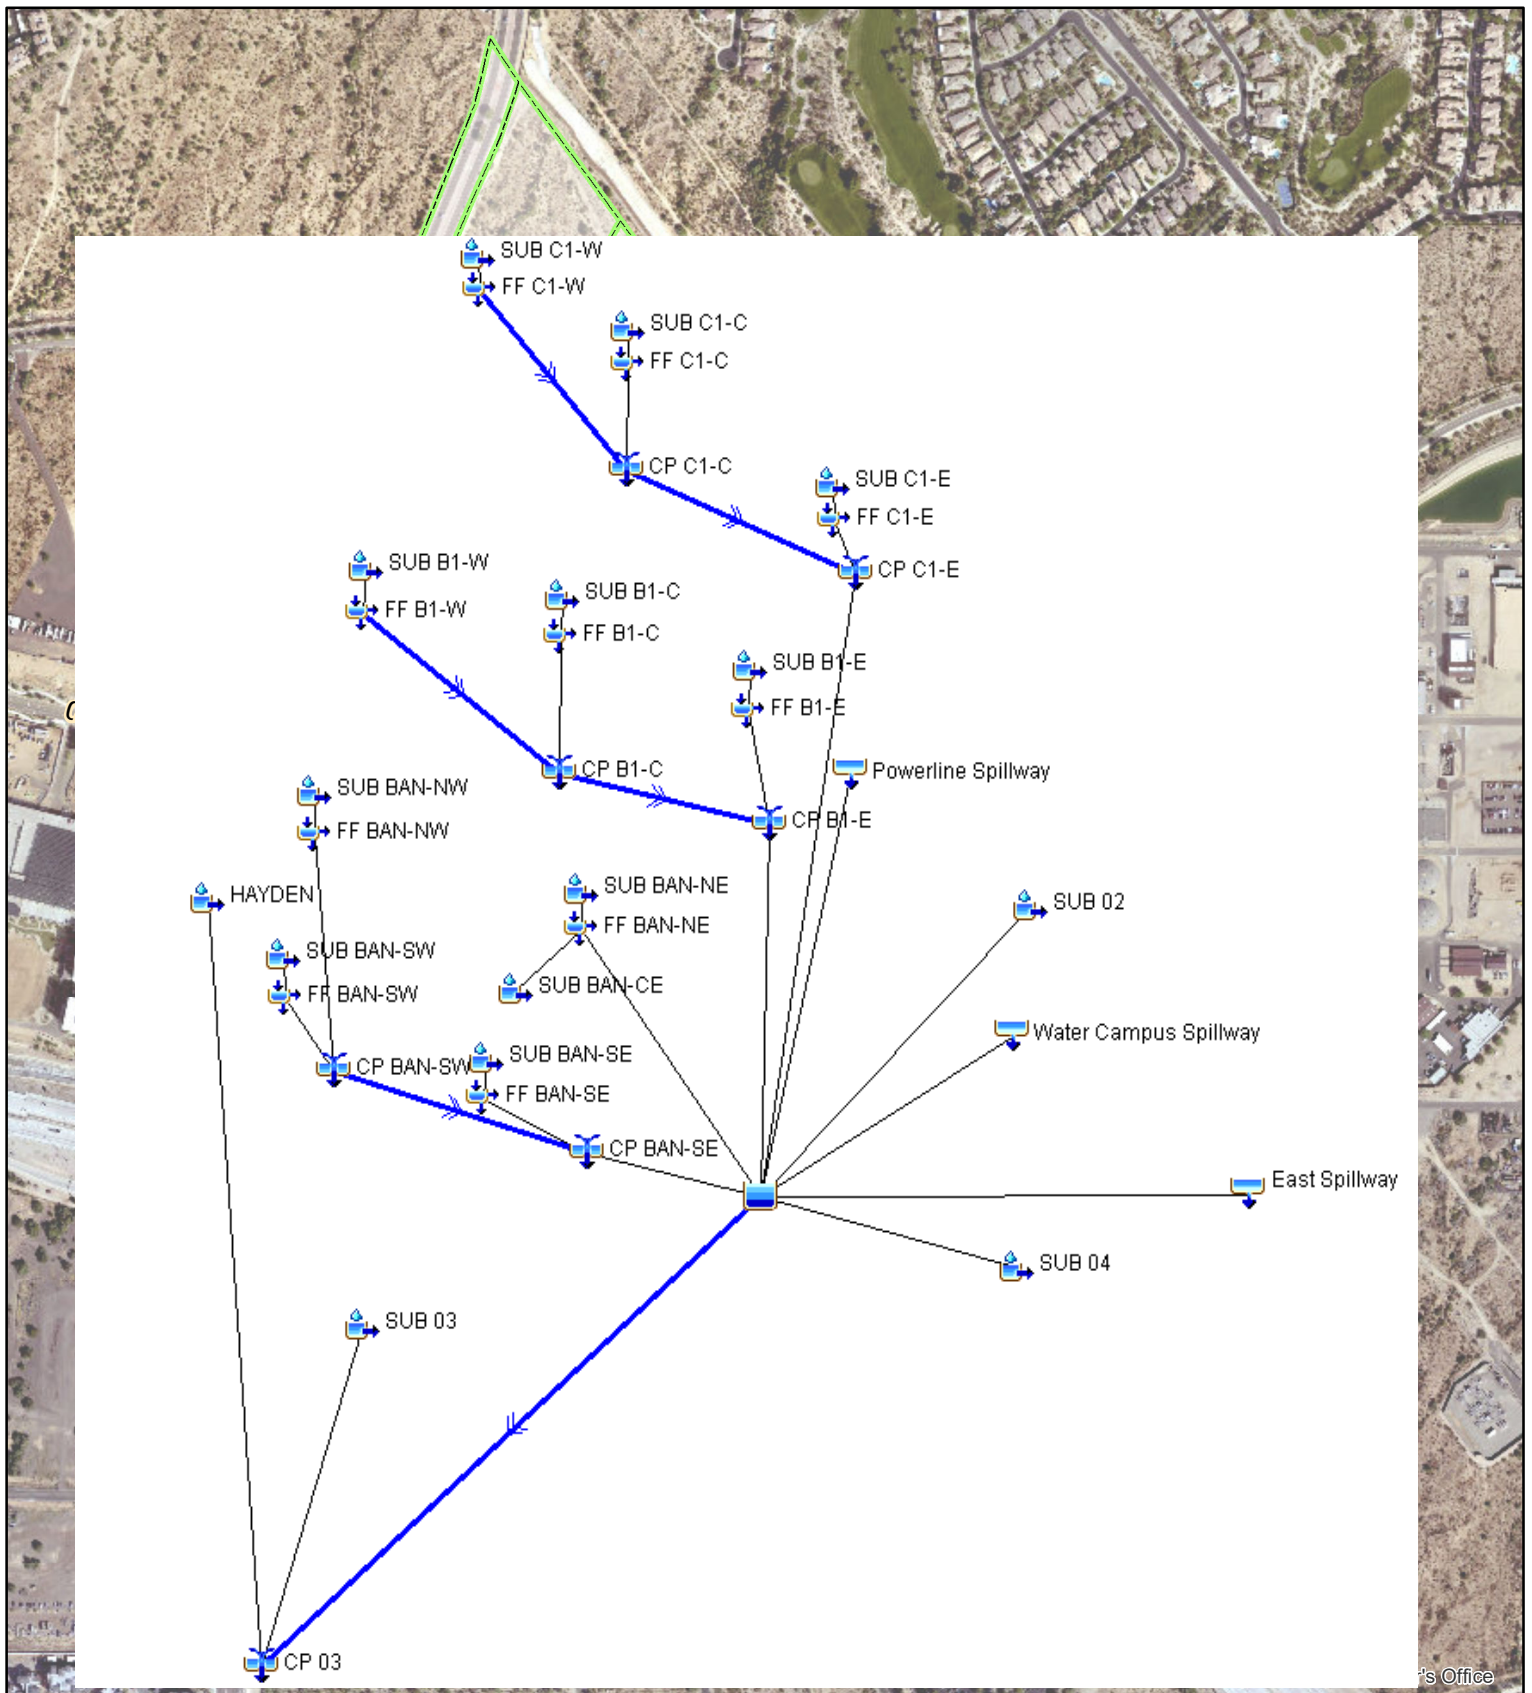 SUB C1-W
FF C1-W
SUB C1-C
FF C1-C
CP C1-C
SUB C1-E
FF C1-E
CP C1-E
SUB B1-W
FF B1-W
SUB B1-C
FF B1-C
SUB B1-E
FF B1-E
CP B1-C
Powerline Spillway
CP B1-E
SUB BAN-NW
FF BAN-NW
HAYDEN
SUB BAN-NE
FF BAN-NE
SUB 02
SUB BAN-SW
FF BAN-SW
SUB BAN-CE
Water Campus Spillway
CP BAN-SW
SUB BAN-SE
FF BAN-SE
CP BAN-SE
East Spillway
SUB 04
SUB 03
CP 03
's Office